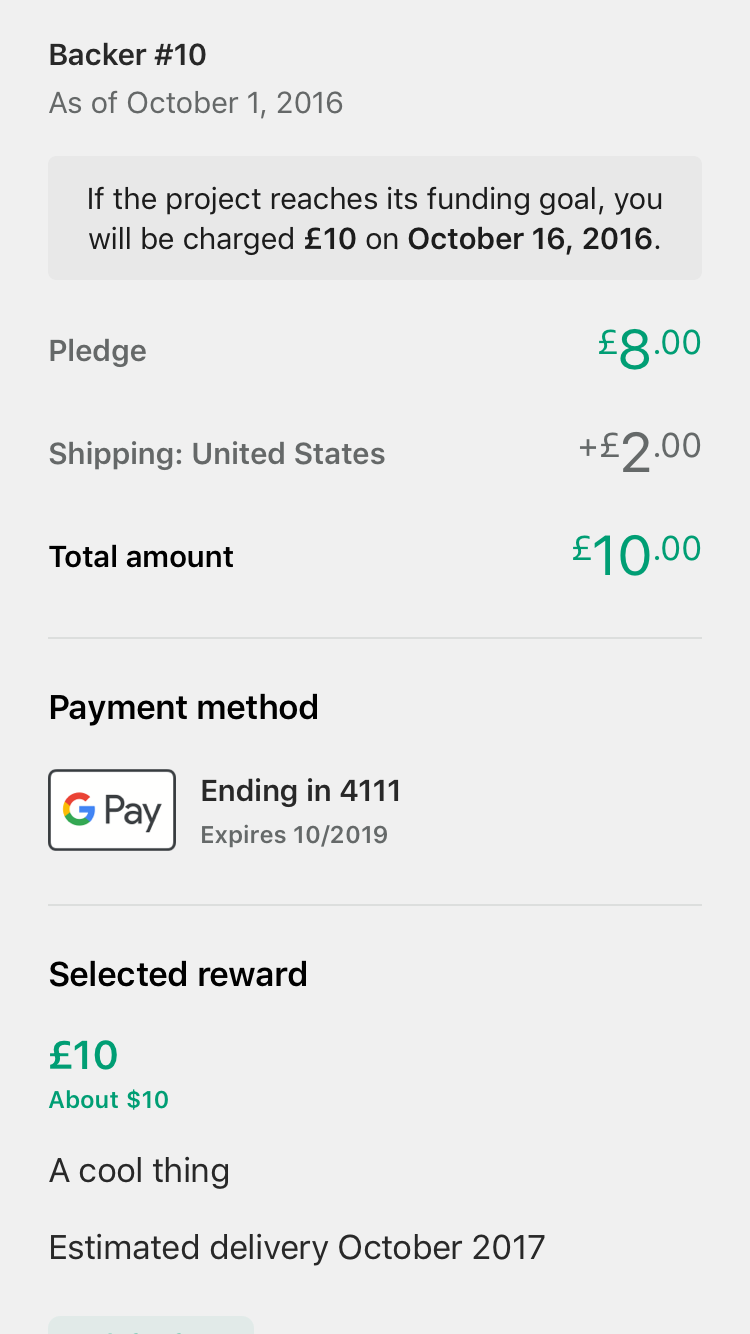 Backer #10
As of October 1, 2016
If the project reaches its funding goal, you
will be charged £10 on October 16, 2016.
Pledge £8.00
Shipping: United States +£2.00
Total amount £10.00
Payment method
G Pay Ending in 4111
Expires 10/2019
Selected reward
£10
About $10
A cool thing
Estimated delivery October 2017